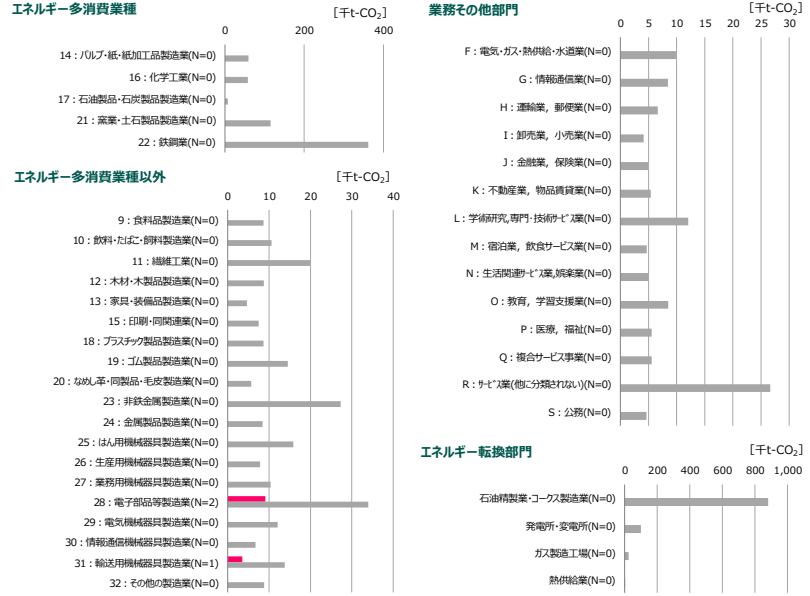 エネルギー多消費業種
[千t-CO₂]
0 200 400
14：パルプ・紙・紙加工品製造業(N=0)
16：化学工業(N=0)
17：石油製品・石炭製品製造業(N=0)
21：窯業・土石製品製造業(N=0)
22：鉄鋼業(N=0)
エネルギー多消費業種以外
[千t-CO₂]
0 10 20 30 40
9：食料品製造業(N=0)
10：飲料・たばこ・飼料製造業(N=0)
11：繊維工業(N=0)
12：木材・木製品製造業(N=0)
13：家具・装備品製造業(N=0)
15：印刷・同関連業(N=0)
18：プラスチック製品製造業(N=0)
19：ゴム製品製造業(N=0)
20：なめし革・同製品・毛皮製造業(N=0)
23：非鉄金属製造業(N=0)
24：金属製品製造業(N=0)
25：はん用機械器具製造業(N=0)
26：生産用機械器具製造業(N=0)
27：業務用機械器具製造業(N=0)
28：電子部品等製造業(N=2)
29：電気機械器具製造業(N=0)
30：情報通信機械器具製造業(N=0)
31：輸送用機械器具製造業(N=1)
32：その他の製造業(N=0)
業務その他部門
[千t-CO₂]
0 5 10 15 20 25 30
F：電気・ガス・熱供給・水道業(N=0)
G：情報通信業(N=0)
H：運輸業，郵便業(N=0)
I：卸売業，小売業(N=0)
J：金融業，保険業(N=0)
K：不動産業，物品賃貸業(N=0)
L：学術研究,専門・技術ｻｰﾋﾞｽ業(N=0)
M：宿泊業，飲食サービス業(N=0)
N：生活関連ｻｰﾋﾞｽ業,娯楽業(N=0)
O：教育，学習支援業(N=0)
P：医療，福祉(N=0)
Q：複合サービス事業(N=0)
R：ｻｰﾋﾞｽ業(他に分類されない)(N=0)
S：公務(N=0)
エネルギー転換部門
[千t-CO₂]
0 200 400 600 800 1,000
石油精製業・コークス製造業(N=0)
発電所・変電所(N=0)
ガス製造工場(N=0)
熱供給業(N=0)